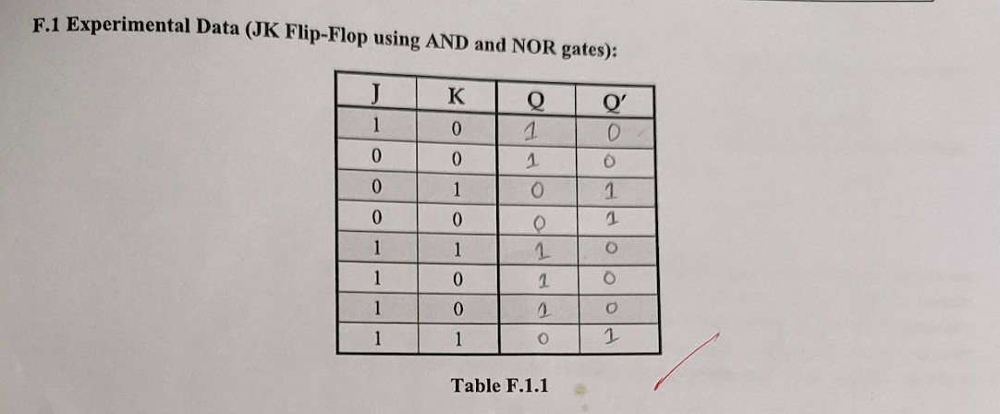 F.1 Experimental Data (JK Flip-Flop using AND and NOR gates):
J K Q Q′
1 0 1 0
0 0 1 0
0 1 0 1
0 0 0 1
1 1 1 0
1 0 1 0
1 0 1 0
1 1 0 1
Table F.1.1